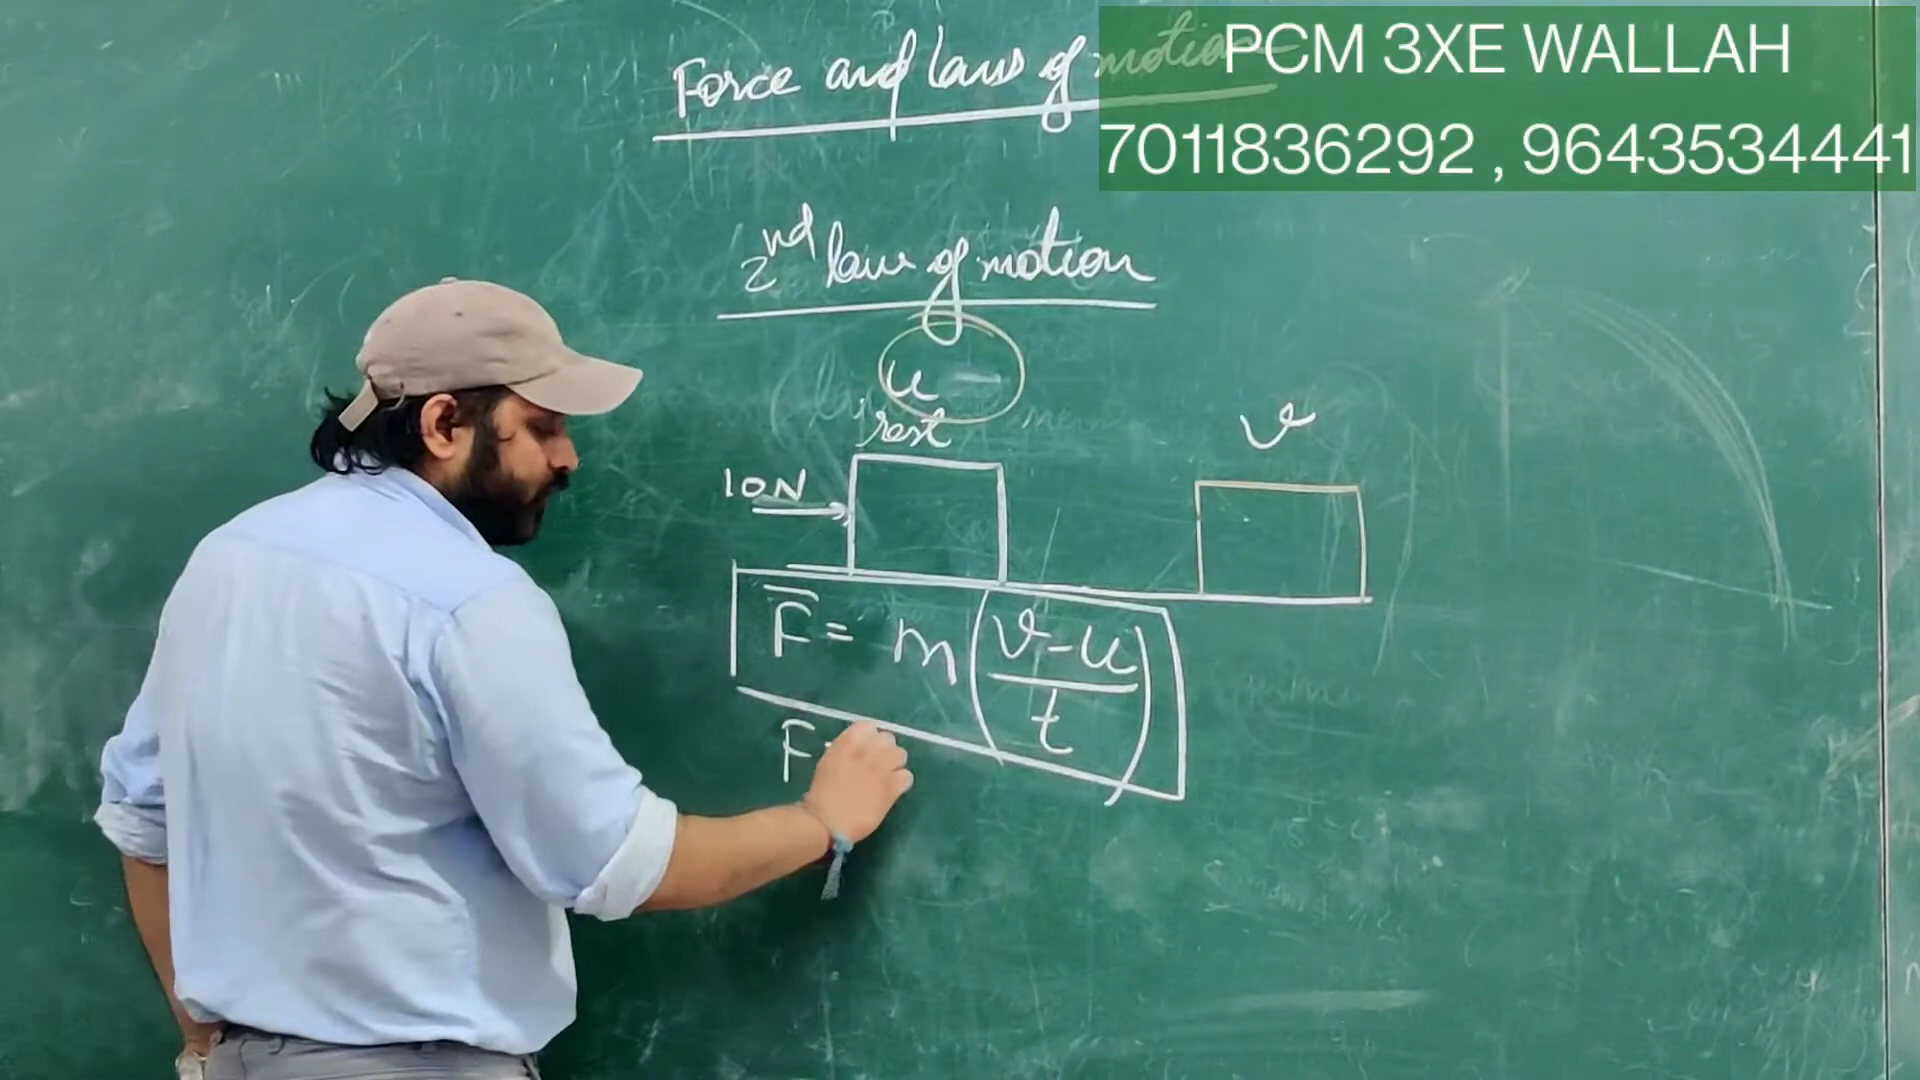 PCM 3XE WALLAH
7011836292 , 9643534441
Force and laws of motion
2nd law of motion
u
rest
v
10N
F̅ = m(v-u/t)
F=